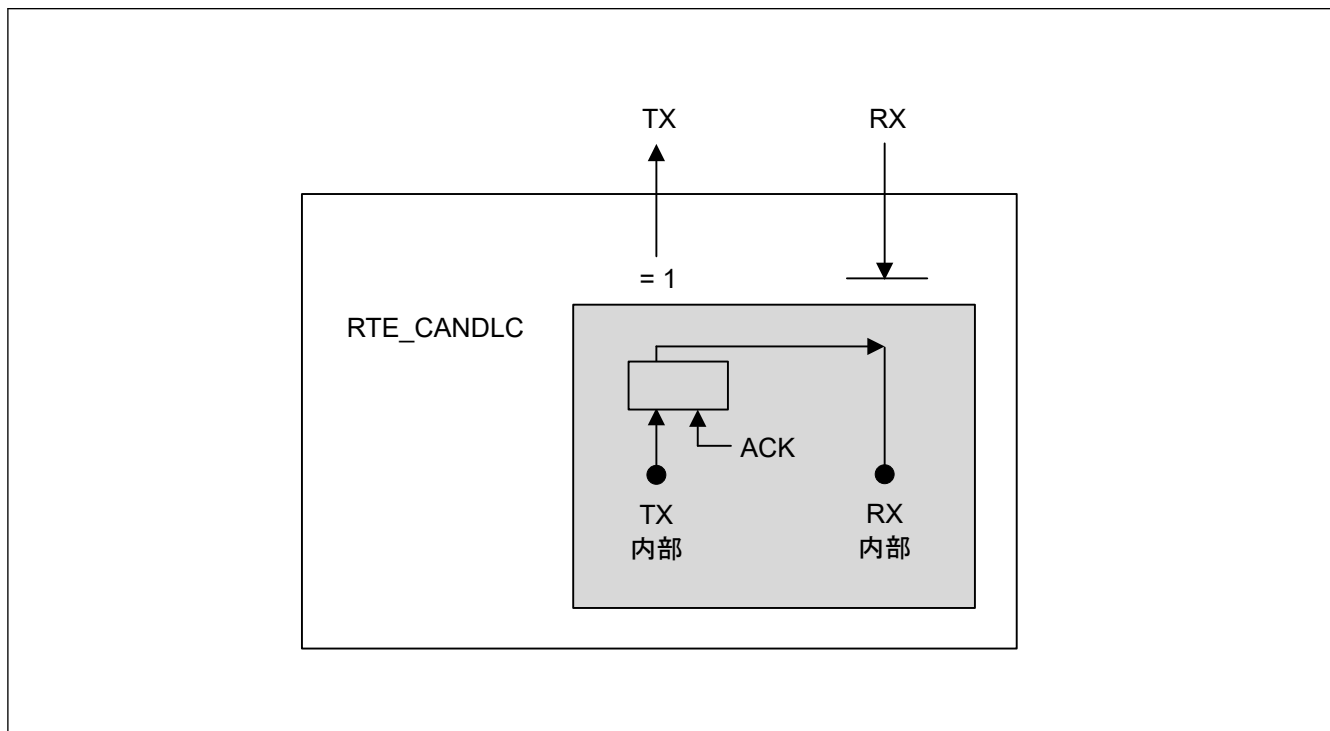 TX
RX
= 1
RTE_CANDLC
ACK
TX
内部
RX
内部